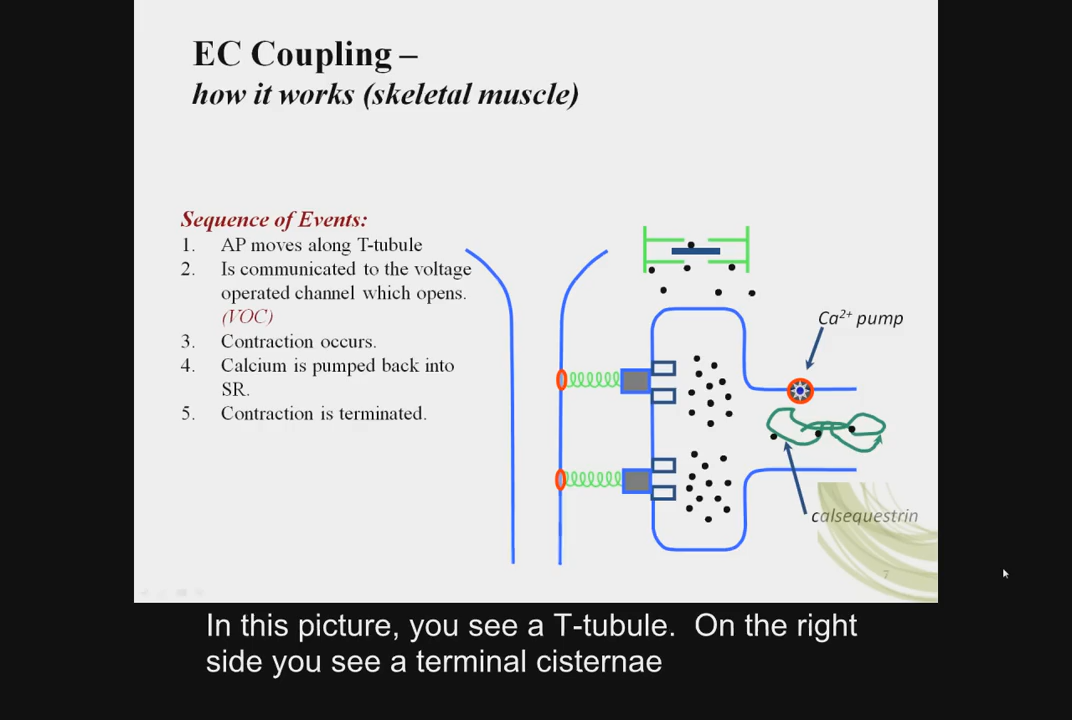 EC Coupling –
how it works (skeletal muscle)
Sequence of Events:
1. AP moves along T-tubule
2. Is communicated to the voltage
operated channel which opens.
(VOC)
3. Contraction occurs.
4. Calcium is pumped back into
SR.
5. Contraction is terminated.
Ca²⁺ pump
calsequestrin
7
In this picture, you see a T-tubule. On the right
side you see a terminal cisternae